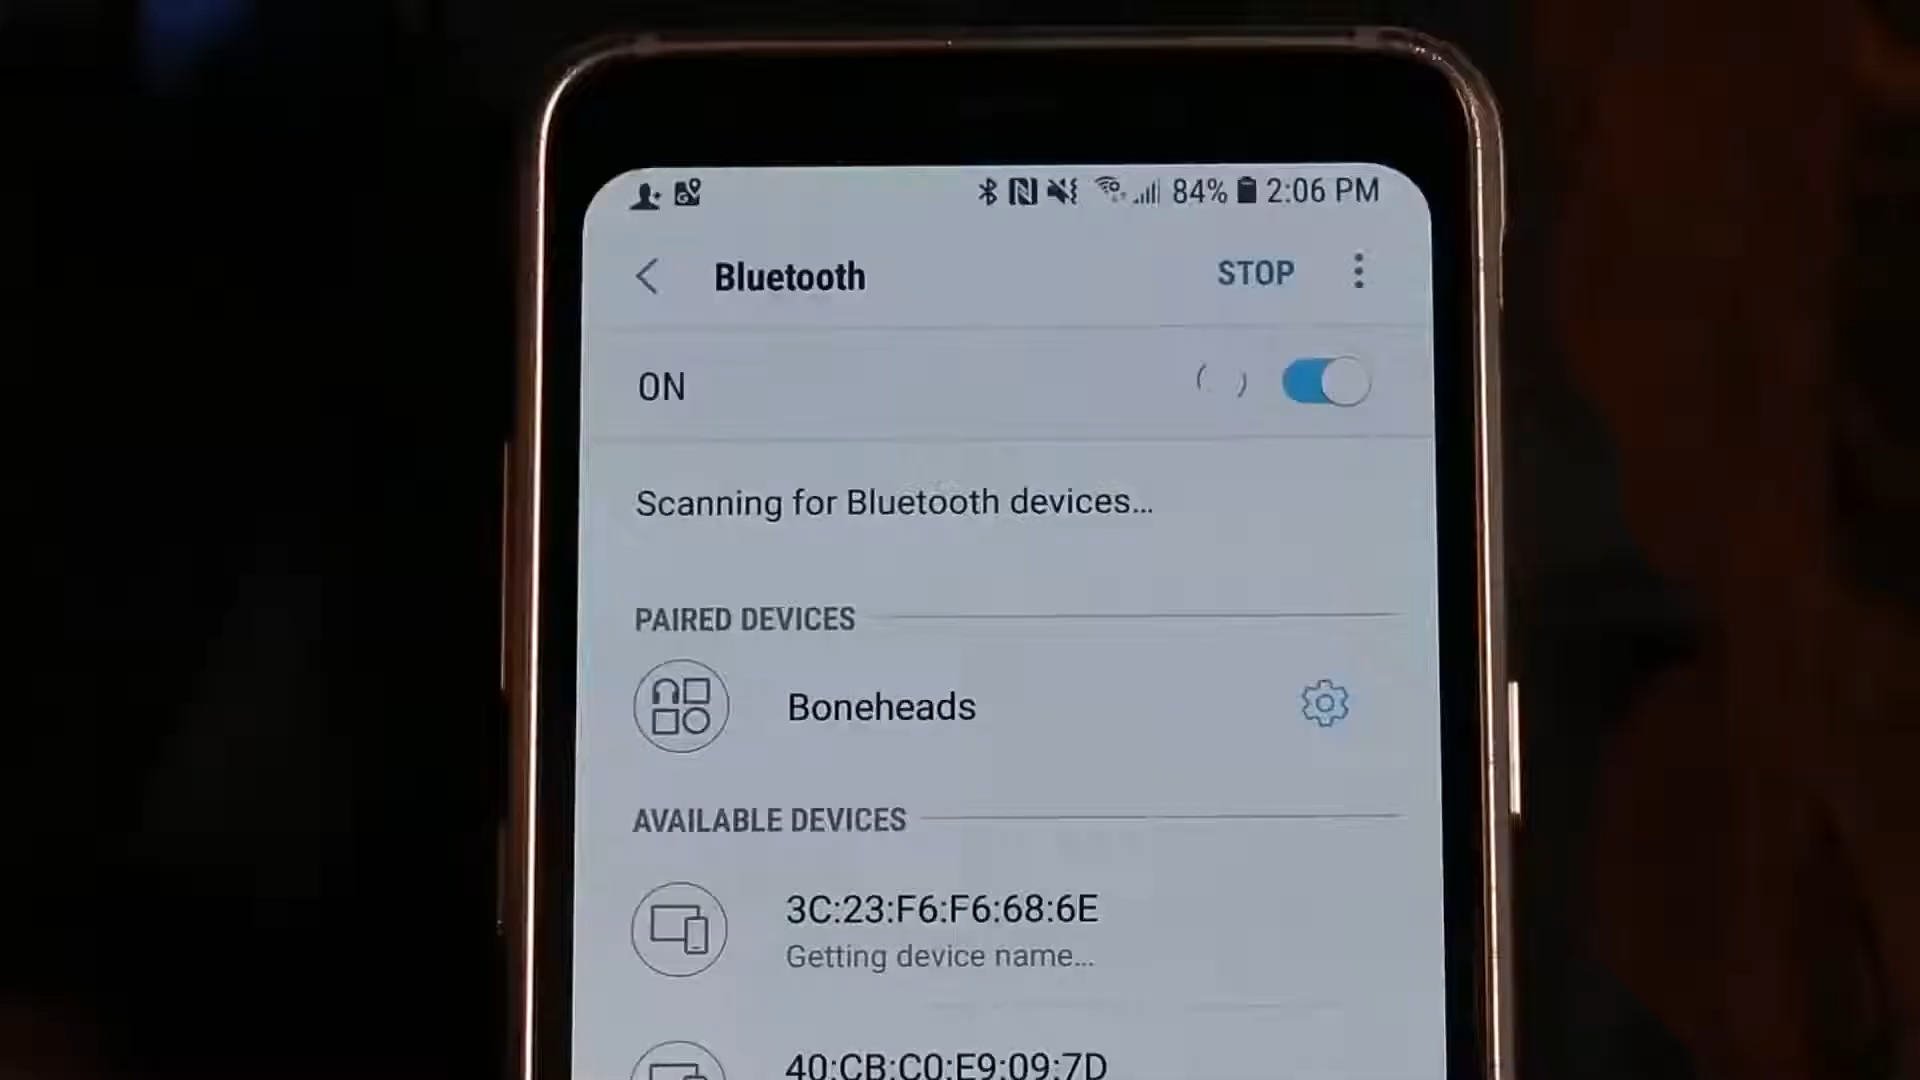 84% 2:06 PM
Bluetooth STOP
ON
Scanning for Bluetooth devices...
PAIRED DEVICES
Boneheads
AVAILABLE DEVICES
3C:23:F6:F6:68:6E
Getting device name...
40:CB:C0:E9:09:7D